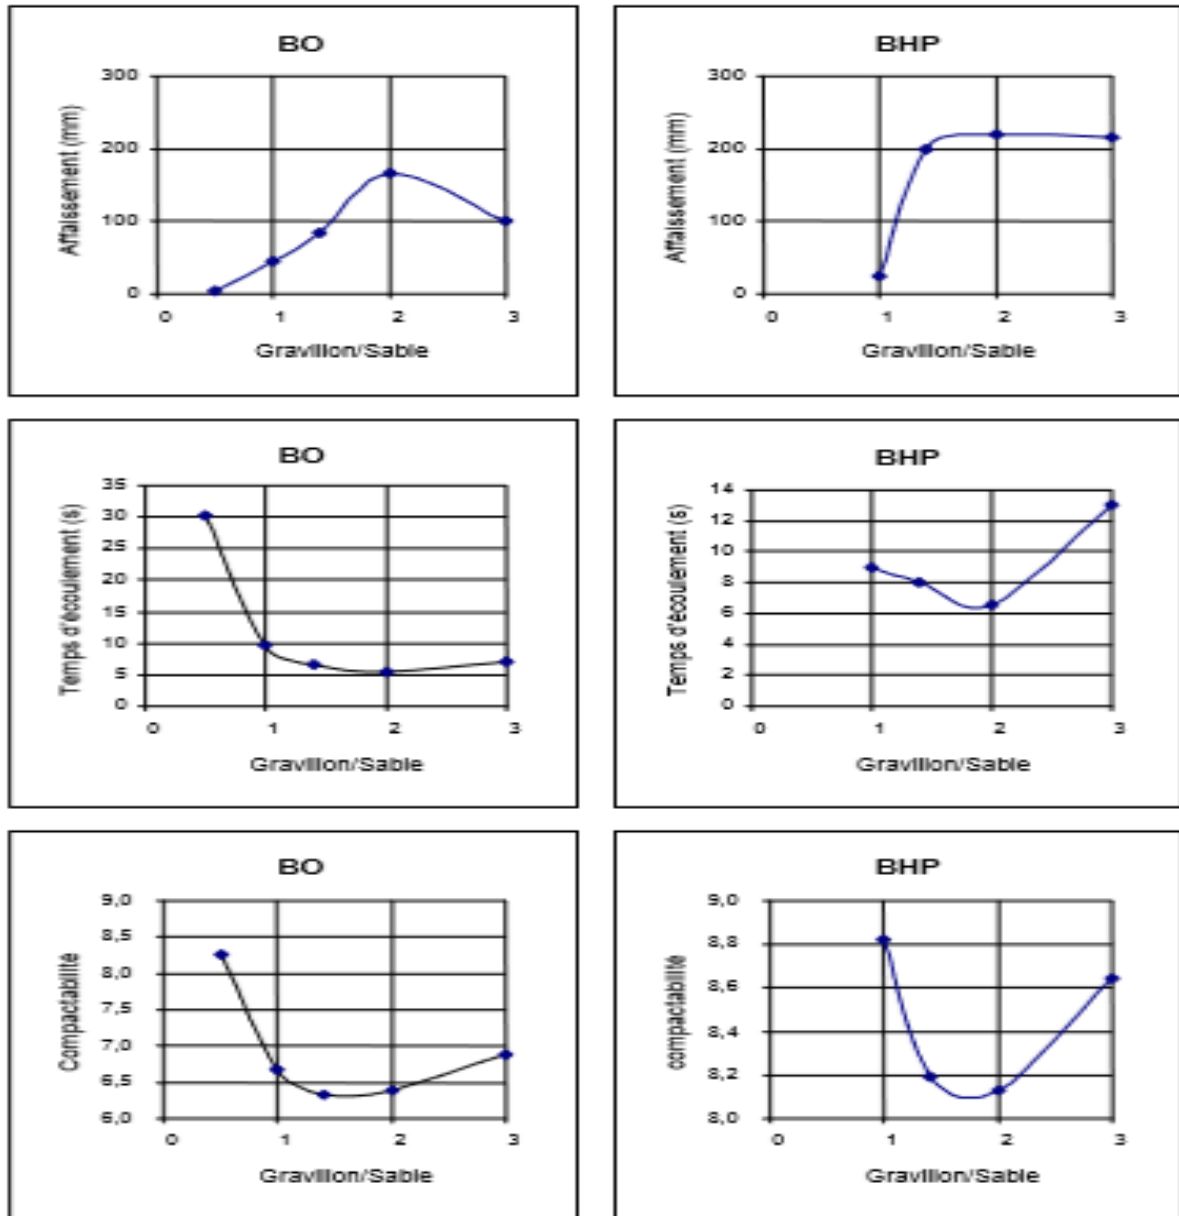 BO
300
200
100
0
Affaissement (mm)
0 1 2 3
Gravillon/Sable
BHP
300
200
100
0
Affaissement (mm)
0 1 2 3
Gravillon/Sable
BO
35
30
25
20
15
10
5
0
Temps d'écoulement (s)
0 1 2 3
Gravillon/Sable
BHP
14
12
10
8
6
4
2
0
Temps d'écoulement (s)
0 1 2 3
Gravillon/Sable
BO
9,0
8,5
8,0
7,5
7,0
6,5
6,0
Compactabilité
0 1 2 3
Gravillon/Sable
BHP
9,0
8,8
8,6
8,4
8,2
8,0
compactabilité
0 1 2 3
Gravillon/Sable